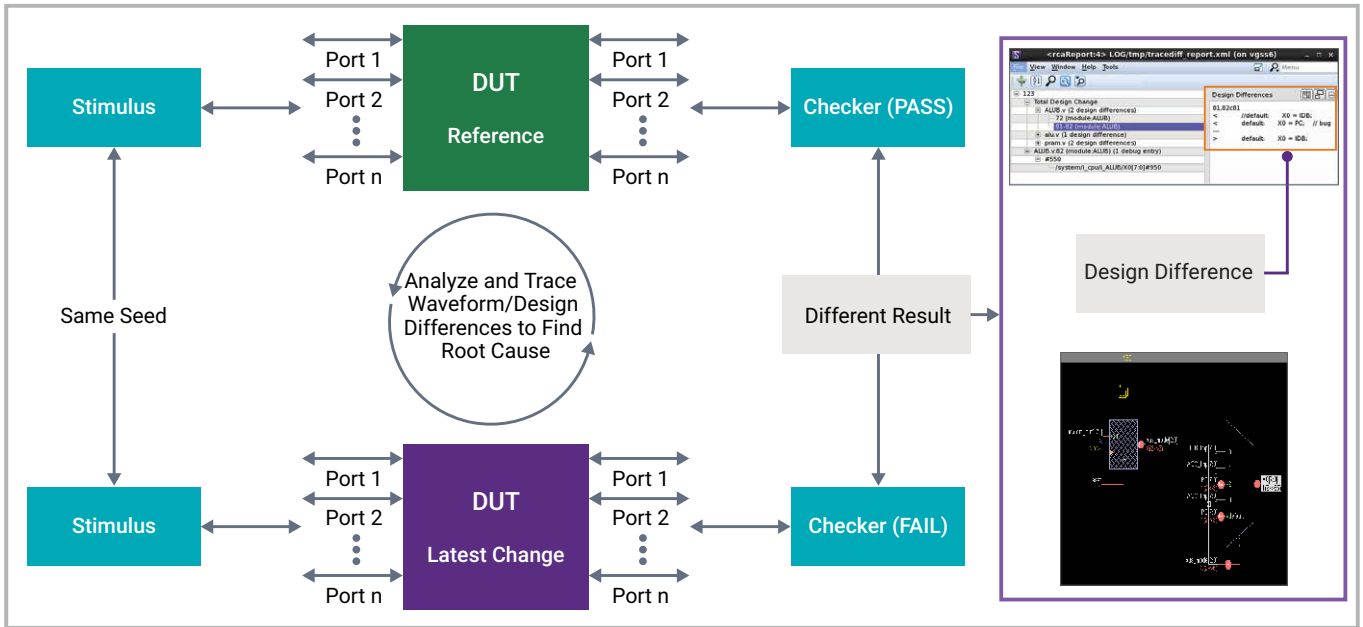 Stimulus
Port 1
Port 2
Port n
DUT
Reference
Port 1
Port 2
Port n
Checker (PASS)
Same Seed
Analyze and Trace
Waveform/Design
Differences to Find
Root Cause
Different Result
Stimulus
Port 1
Port 2
Port n
DUT
Latest Change
Port 1
Port 2
Port n
Checker (FAIL)
<rcaReport:4> LOG/tmp/tracediff_report.xml (on vgss6)
View Window Help Tools
Menu
123
Total Design Change
ALUB.v (2 design differences)
72 (module:ALUB)
81-82 (module:ALUB)
alu.v (1 design difference)
pram.v (2 design differences)
ALUB.v:82 (module:ALUB) (1 debug entry)
#550
/system/i_cpu/i_ALUB/X0[7:0]#950
Design Differences
81,82c81
< //default: X0 = IDB;
< default: X0 = PC; // bug
---
> default: X0 = IDB;
Design Difference